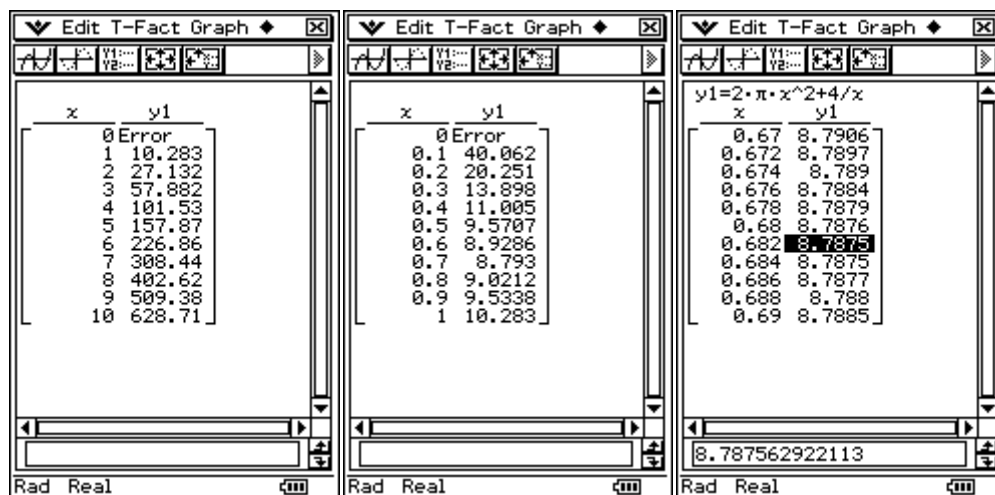 Edit T-Fact Graph ◆
x y1
0 Error
1 10.283
2 27.132
3 57.882
4 101.53
5 157.87
6 226.86
7 308.44
8 402.62
9 509.38
10 628.71
Rad Real
Edit T-Fact Graph ◆
x y1
0 Error
0.1 40.062
0.2 20.251
0.3 13.898
0.4 11.005
0.5 9.5707
0.6 8.9286
0.7 8.793
0.8 9.0212
0.9 9.5338
1 10.283
Rad Real
Edit T-Fact Graph ◆
y1=2·π·x^2+4/x
x y1
0.67 8.7906
0.672 8.7897
0.674 8.789
0.676 8.7884
0.678 8.7879
0.68 8.7876
0.682 8.7875
0.684 8.7875
0.686 8.7877
0.688 8.788
0.69 8.7885
8.787562922113
Rad Real